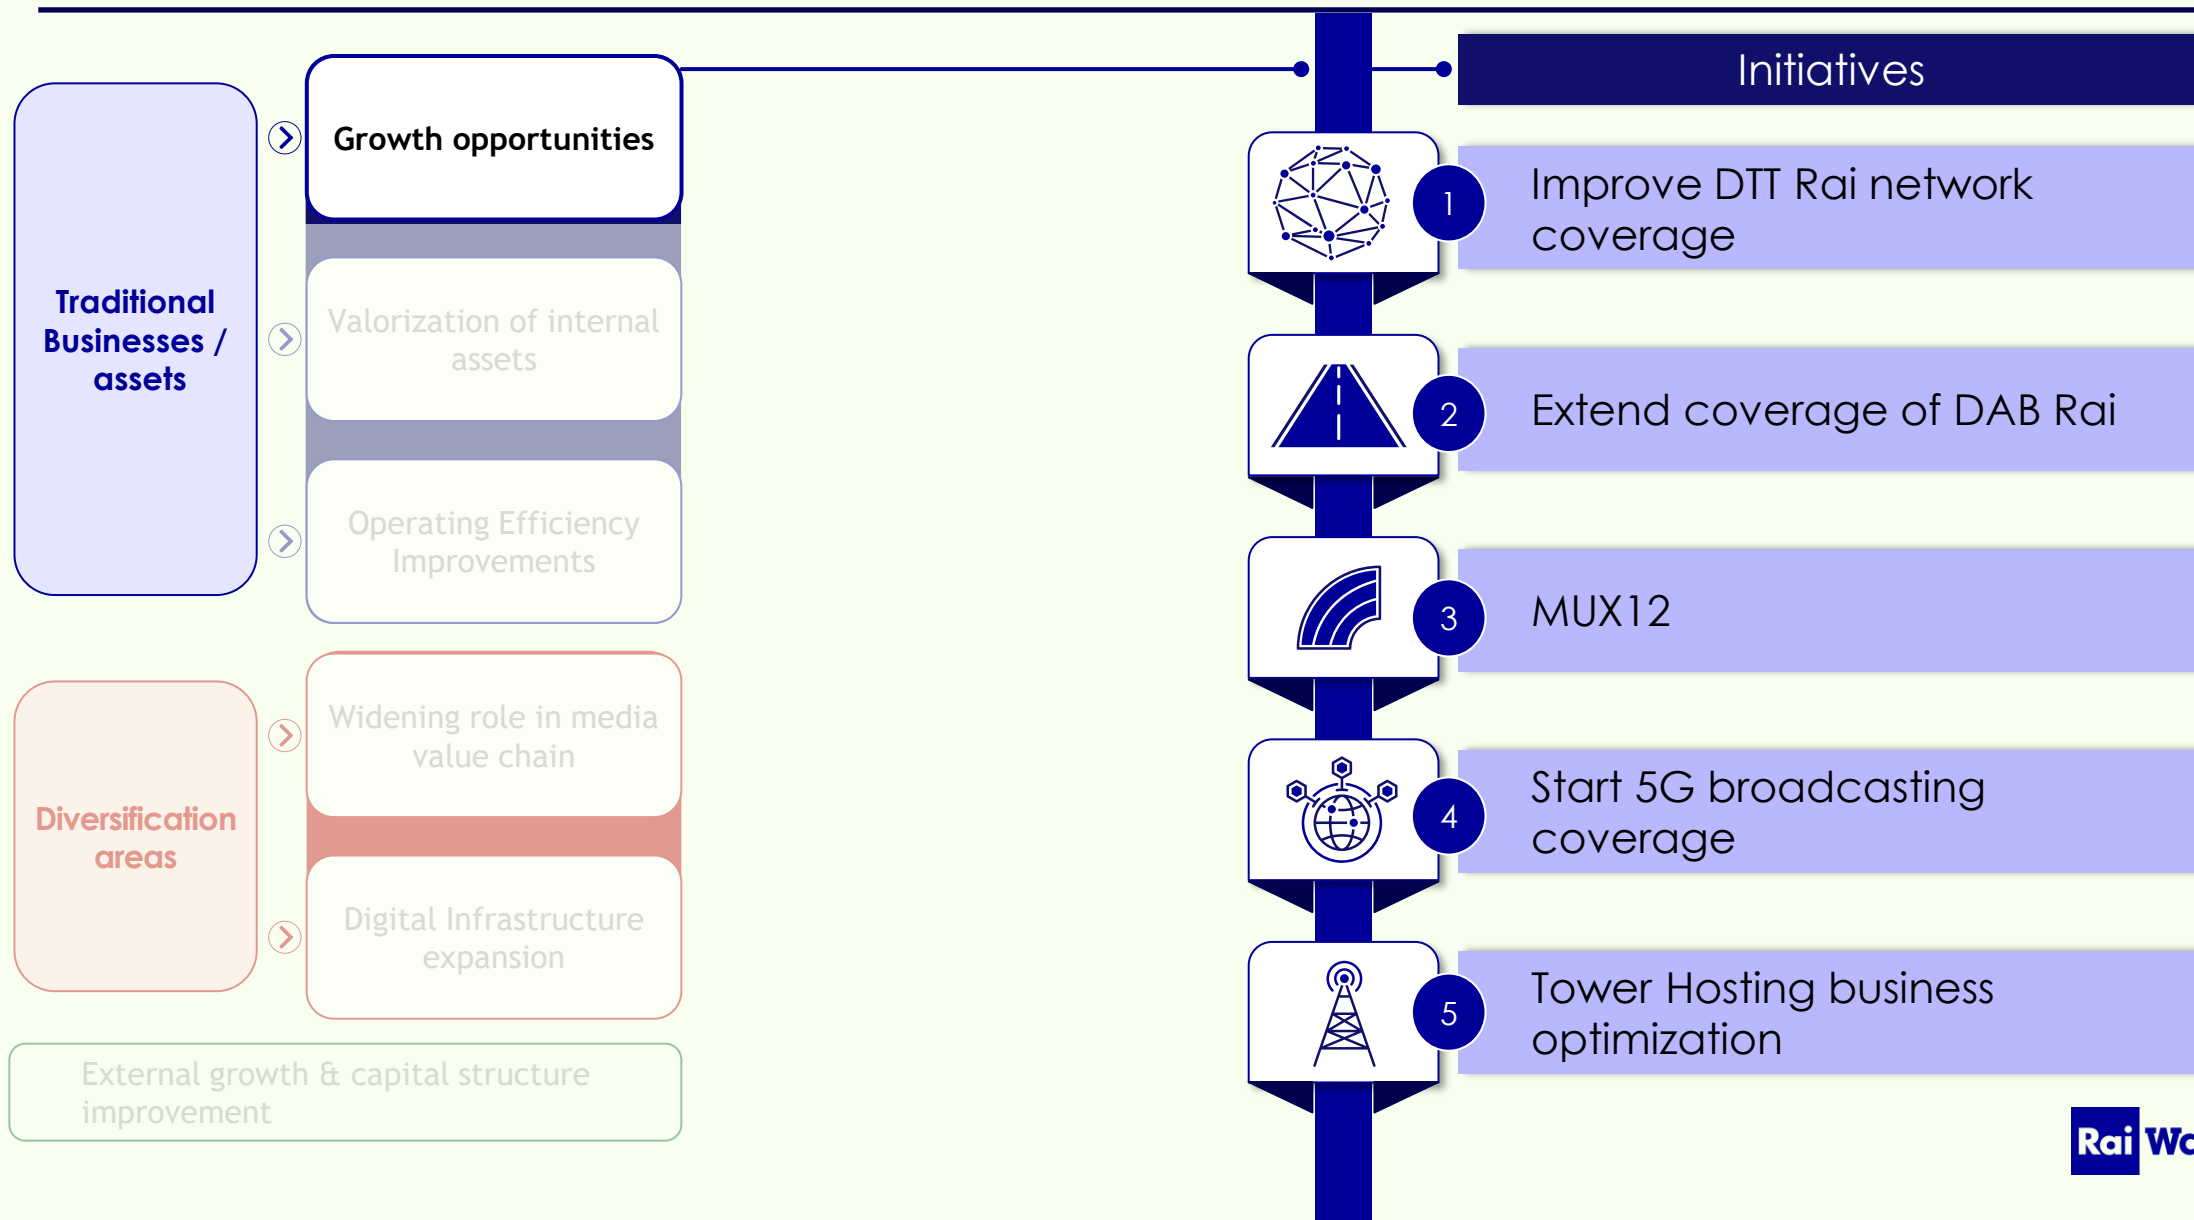 Traditional
Businesses /
assets
Growth opportunities
Valorization of internal
assets
Operating Efficiency
Improvements
Diversification
areas
Widening role in media
value chain
Digital Infrastructure
expansion
External growth & capital structure
improvement
Initiatives
1
Improve DTT Rai network
coverage
2
Extend coverage of DAB Rai
3
MUX12
4
Start 5G broadcasting
coverage
5
Tower Hosting business
optimization
Rai